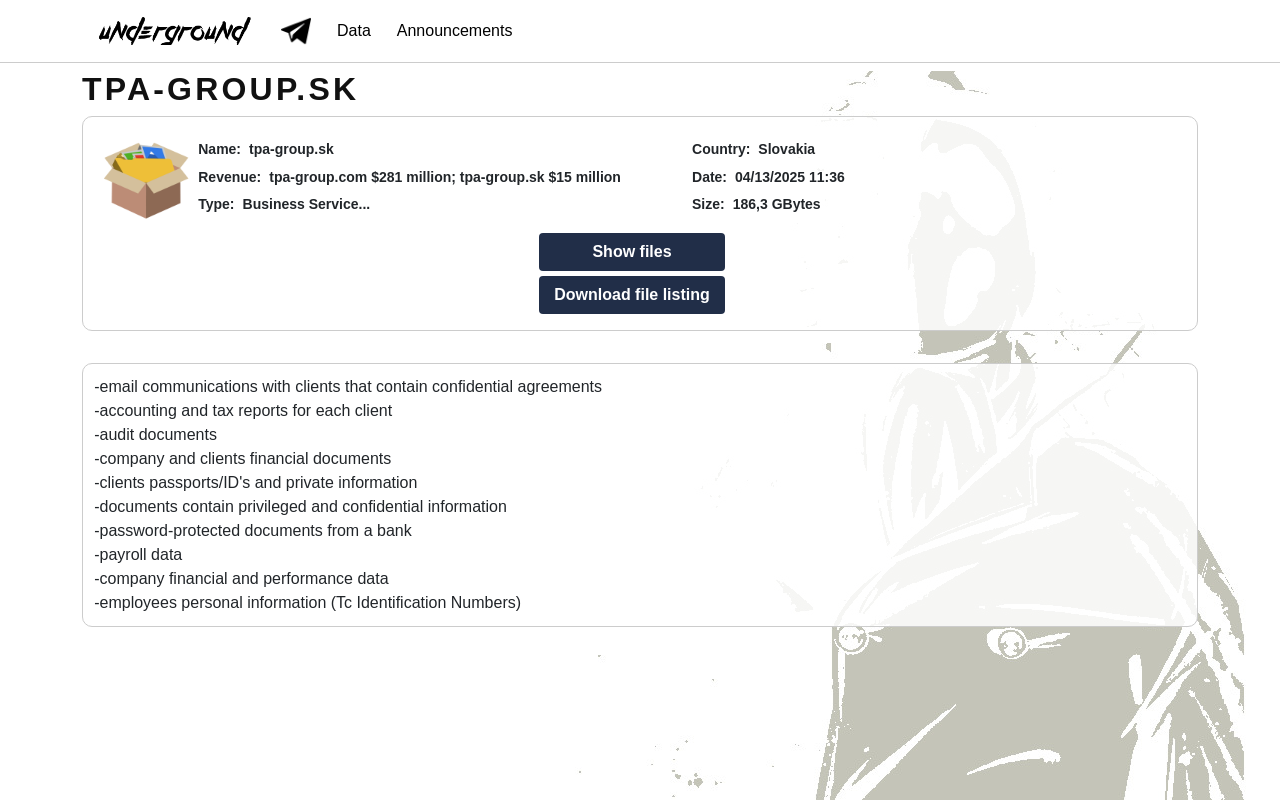 underground
Data
Announcements
TPA-GROUP.SK
Name: tpa-group.sk
Revenue: tpa-group.com $281 million; tpa-group.sk $15 million
Type: Business Service...
Country: Slovakia
Date: 04/13/2025 11:36
Size: 186,3 GBytes
Show files
Download file listing
-email communications with clients that contain confidential agreements
-accounting and tax reports for each client
-audit documents
-company and clients financial documents
-clients passports/ID's and private information
-documents contain privileged and confidential information
-password-protected documents from a bank
-payroll data
-company financial and performance data
-employees personal information (Tc Identification Numbers)